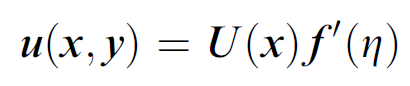 u(x,y) = U(x)f′(η)